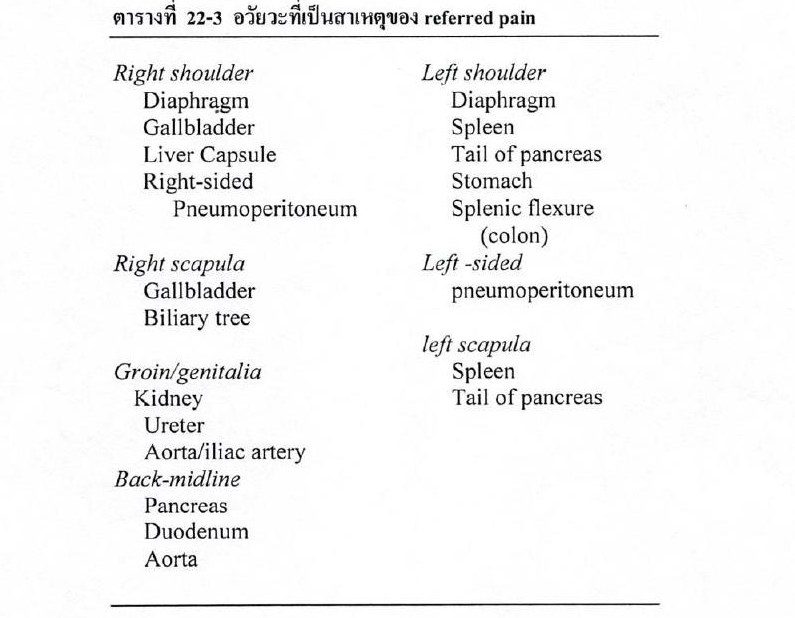 ตารางที่ 22-3 อวัยวะที่เป็นสาเหตุของ referred pain
Right shoulder
Diaphragm
Gallbladder
Liver Capsule
Right-sided
Pneumoperitoneum
Right scapula
Gallbladder
Biliary tree
Groin/genitalia
Kidney
Ureter
Aorta/iliac artery
Back-midline
Pancreas
Duodenum
Aorta
Left shoulder
Diaphragm
Spleen
Tail of pancreas
Stomach
Splenic flexure
(colon)
Left -sided
pneumoperitoneum
left scapula
Spleen
Tail of pancreas